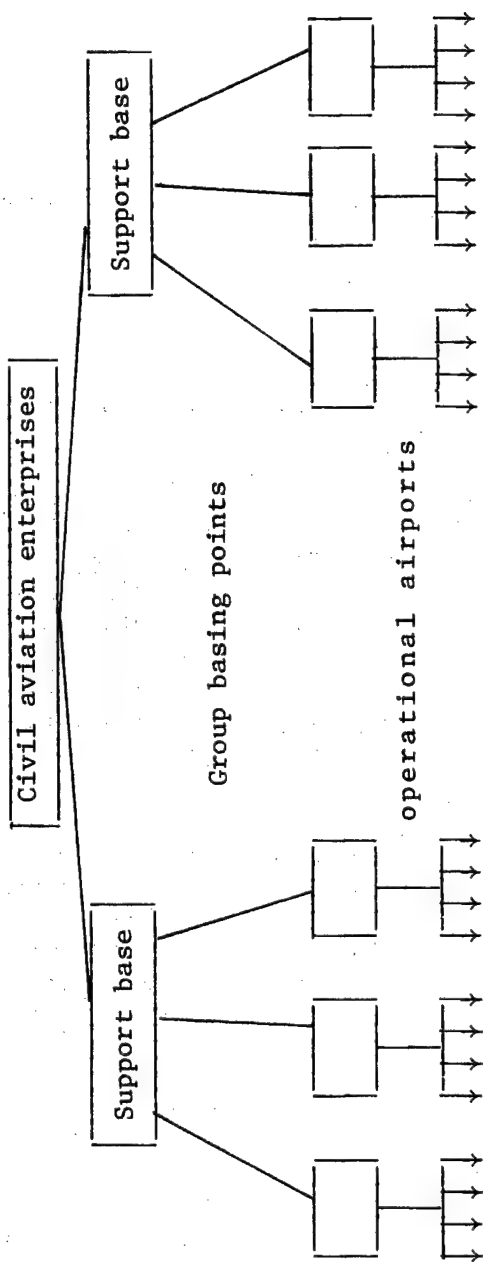 Civil aviation enterprises
Support base
Support base
Group basing points
operational airports